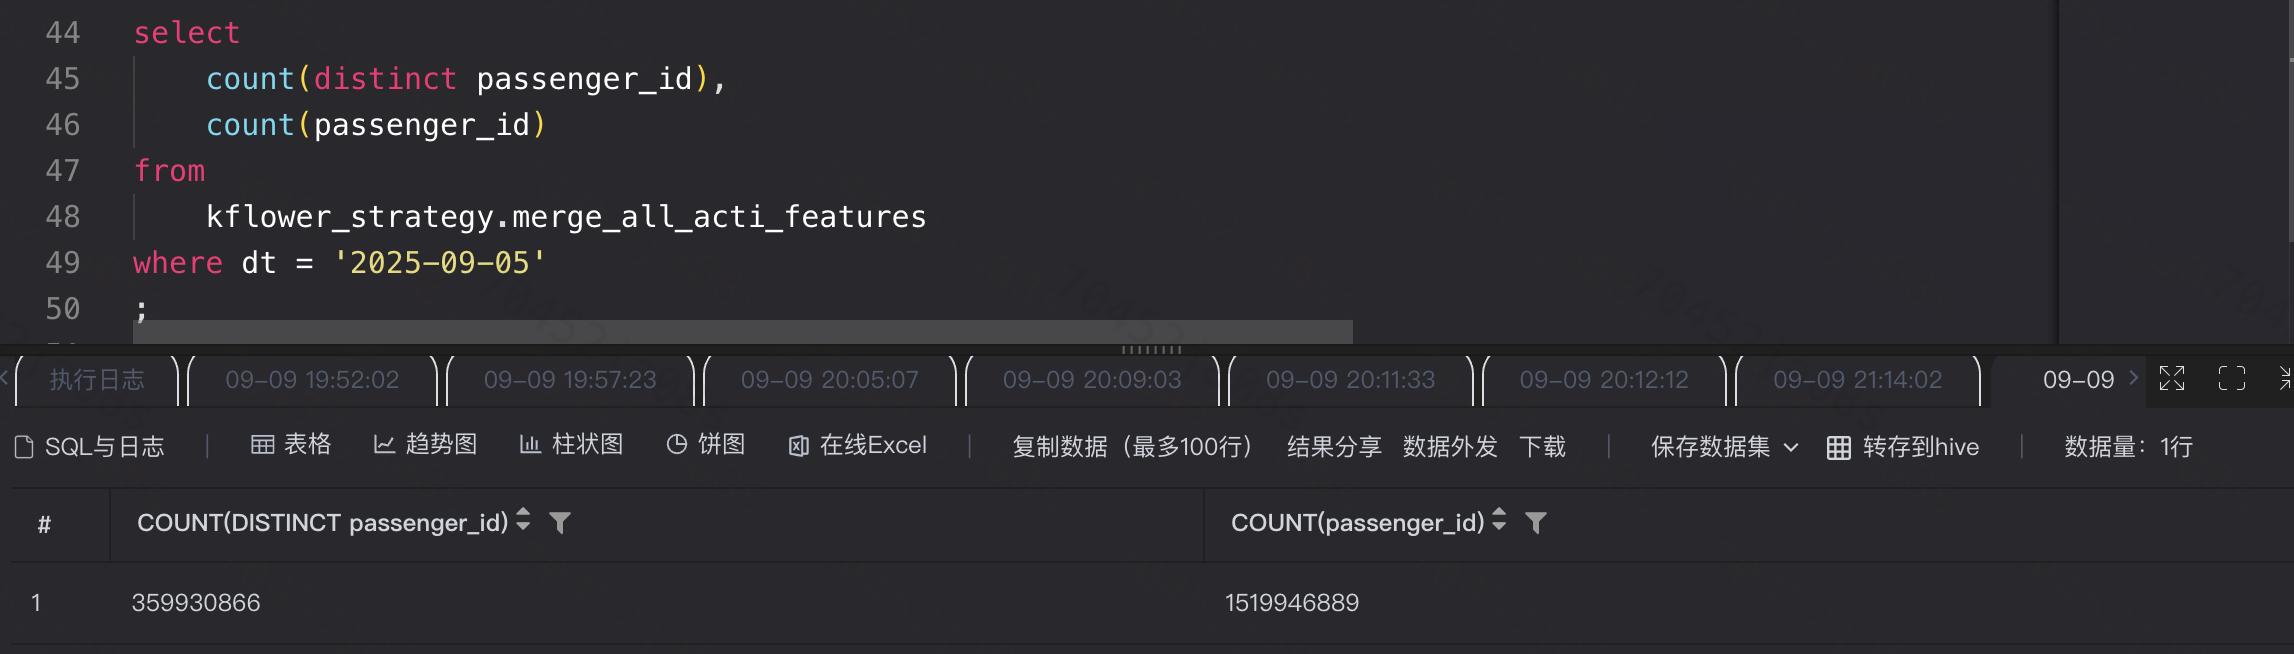 44 select
45 count(distinct passenger_id),
46 count(passenger_id)
47 from
48 kflower_strategy.merge_all_acti_features
49 where dt = '2025-09-05'
50 ;
执行日志 09-09 19:52:02 09-09 19:57:23 09-09 20:05:07 09-09 20:09:03 09-09 20:11:33 09-09 20:12:12 09-09 21:14:02 09-09
SQL与日志 表格 趋势图 柱状图 饼图 在线Excel 复制数据（最多100行） 结果分享 数据外发 下载 保存数据集 转存到hive 数据量：1行
# COUNT(DISTINCT passenger_id) COUNT(passenger_id)
1 359930866 1519946889